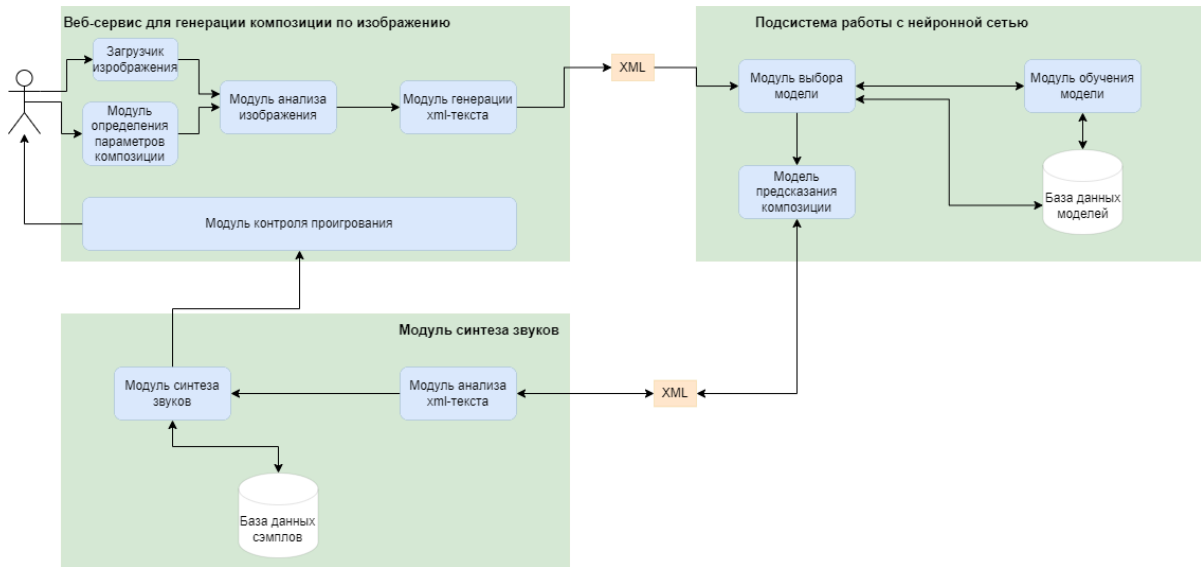 Веб-сервис для генерации композиции по изображению
Загрузчик
изрображения
Модуль
определения
параметров
композиции
Модуль анализа
изображения
Модуль генерации
xml-текста
Модуль контроля проигрования
XML
Подсистема работы с нейронной сетью
Модуль выбора
модели
Модуль обучения
модели
Модель
предсказания
композиции
База данных
моделей
Модуль синтеза звуков
Модуль синтеза
звуков
Модуль анализа
xml-текста
XML
База данных
сэмплов